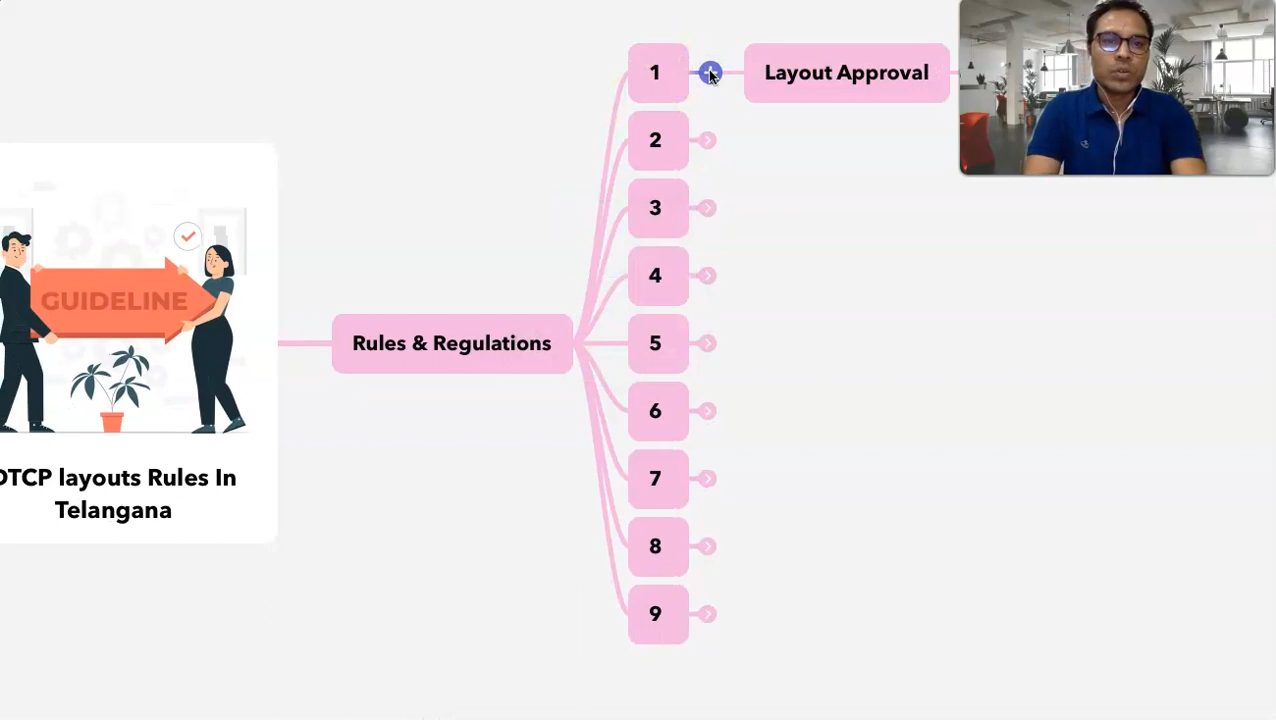 1
Layout Approval
2
3
4
GUIDELINE
Rules & Regulations
5
6
DTCP layouts Rules In
Telangana
7
8
9